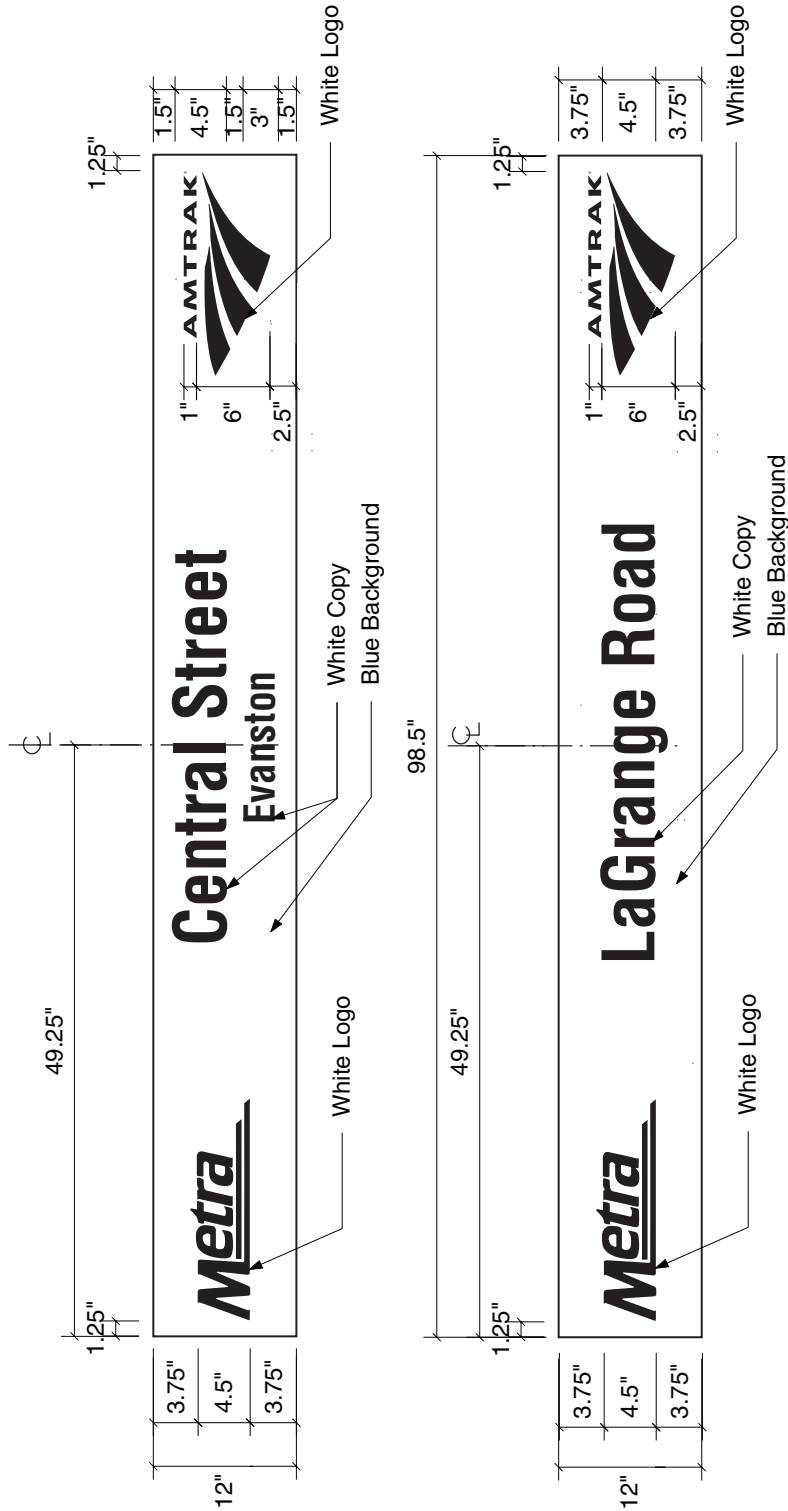 ℄
49.25"
1.25"
1.25"
12"
3.75"
4.5"
3.75"
Metra
Central Street
Evanston
AMTRAK®
1"
6"
2.5"
1.5"
4.5"
1.5"
3"
1.5"
White Logo
White Copy
Blue Background
White Logo
98.5"
℄
49.25"
1.25"
1.25"
12"
3.75"
4.5"
3.75"
Metra
LaGrange Road
AMTRAK®
1"
6"
2.5"
3.75"
4.5"
3.75"
White Logo
White Copy
Blue Background
White Logo